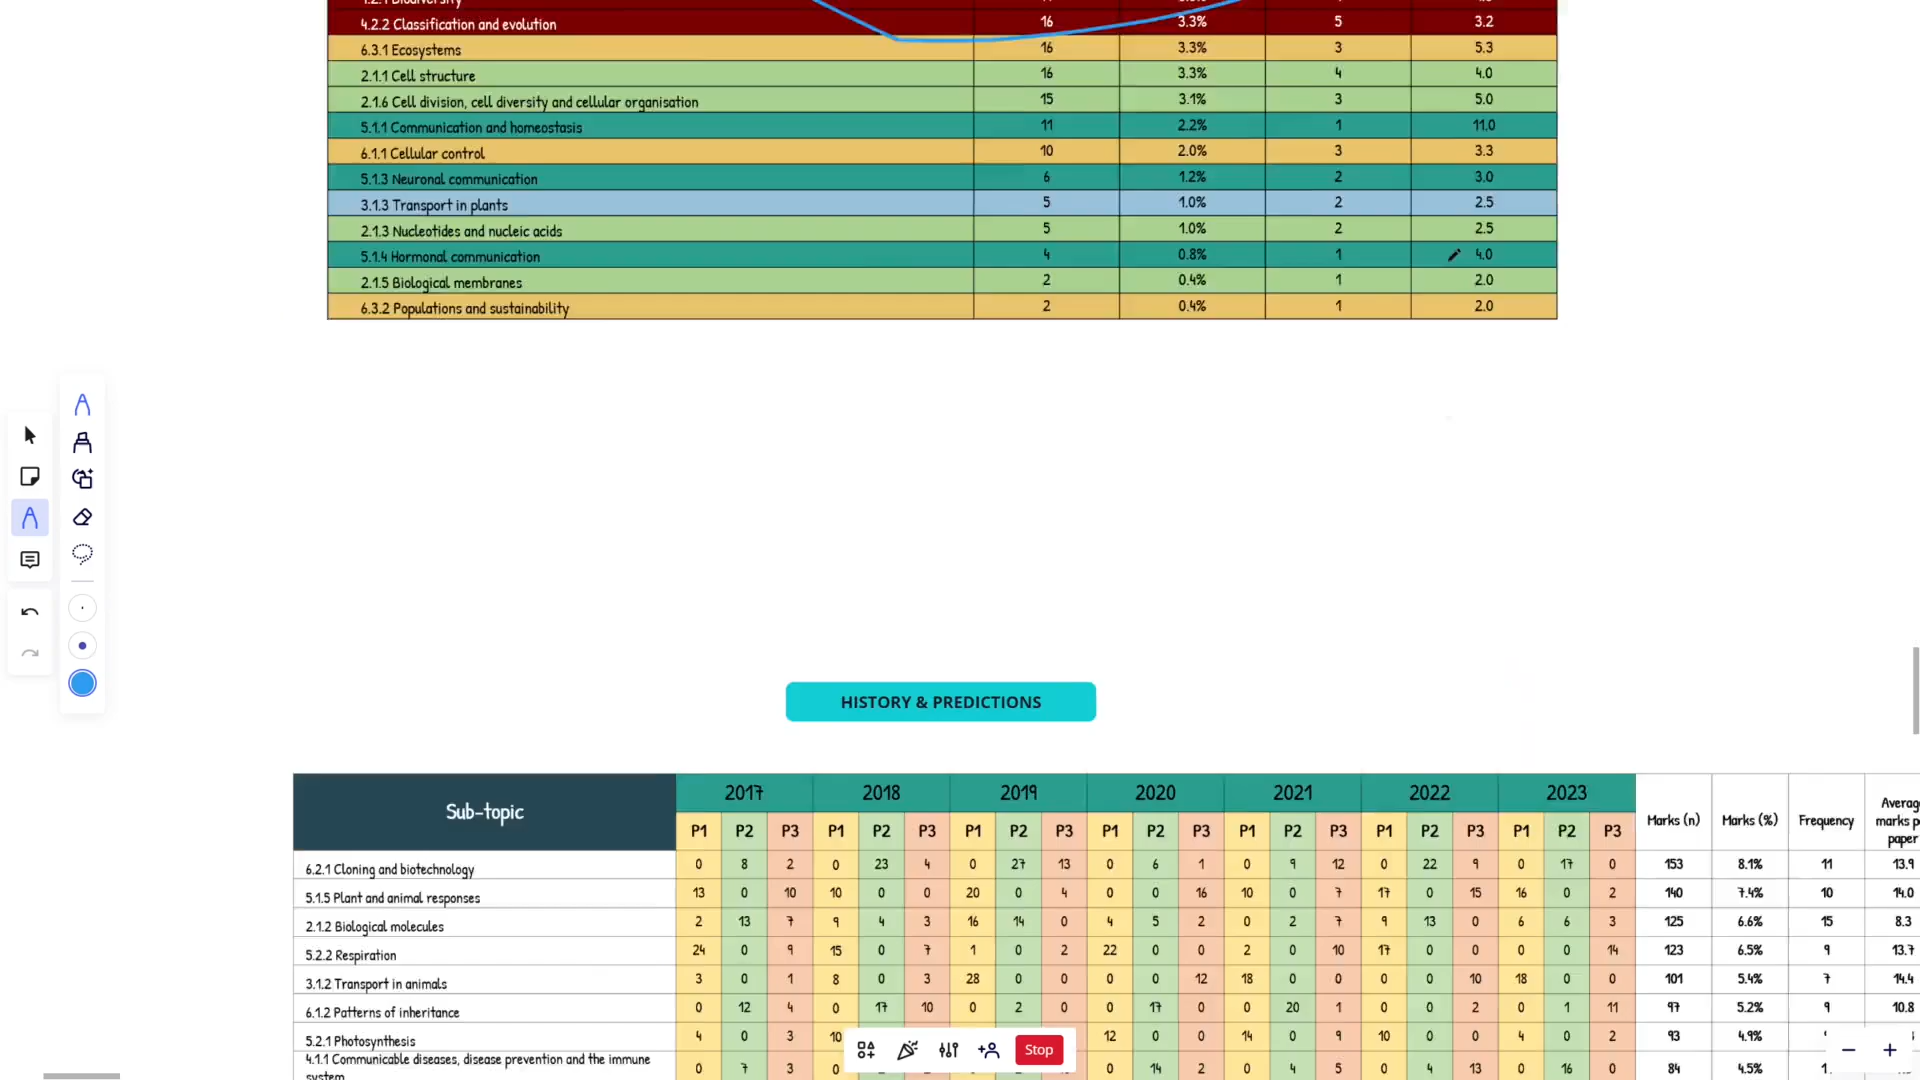 4.2.2 Classification and evolution 16 3.3% 5 3.2
6.3.1 Ecosystems 16 3.3% 3 5.3
2.1.1 Cell structure 16 3.3% 4 4.0
2.1.6 Cell division, cell diversity and cellular organisation 15 3.1% 3 5.0
5.1.1 Communication and homeostasis 11 2.2% 1 11.0
6.1.1 Cellular control 10 2.0% 3 3.3
5.1.3 Neuronal communication 6 1.2% 2 3.0
3.1.3 Transport in plants 5 1.0% 2 2.5
2.1.3 Nucleotides and nucleic acids 5 1.0% 2 2.5
5.1.4 Hormonal communication 4 0.8% 1 4.0
2.1.5 Biological membranes 2 0.4% 1 2.0
6.3.2 Populations and sustainability 2 0.4% 1 2.0
HISTORY & PREDICTIONS
Sub-topic 2017 2018 2019 2020 2021 2022 2023 Marks (n) Marks (%) Frequency
marks
paper
P1 P2 P3 P1 P2 P3 P1 P2 P3 P1 P2 P3 P1 P2 P3 P1 P2 P3 P1 P2 P3
6.2.1 Cloning and biotechnology 0 8 2 0 23 4 0 27 13 0 6 1 0 9 12 0 22 9 0 17 0 153 8.1% 11 13.9
5.1.5 Plant and animal responses 13 0 10 10 0 0 20 0 4 0 0 16 10 0 7 17 0 15 16 0 2 140 7.4% 10 14.0
2.1.2 Biological molecules 2 13 7 9 4 3 16 14 0 4 5 2 0 2 7 9 13 0 6 6 3 125 6.6% 15 8.3
5.2.2 Respiration 24 0 9 15 0 7 1 0 2 22 0 0 2 0 10 17 0 0 0 0 14 123 6.5% 9 13.7
3.1.2 Transport in animals 3 0 1 8 0 3 28 0 0 0 0 12 18 0 0 0 0 10 18 0 0 101 5.4% 7 14.4
6.1.2 Patterns of inheritance 0 12 4 0 17 10 0 2 0 0 17 0 0 20 1 0 0 2 0 1 11 97 5.2% 9 10.8
5.2.1 Photosynthesis 4 0 3 10 12 0 0 14 0 9 10 0 0 4 0 2 93 4.9%
4.1.1 Communicable diseases, disease prevention and the immune
system
0 7 3 0 0 14 2 0 4 5 0 4 13 0 16 0 84 4.5%
Stop